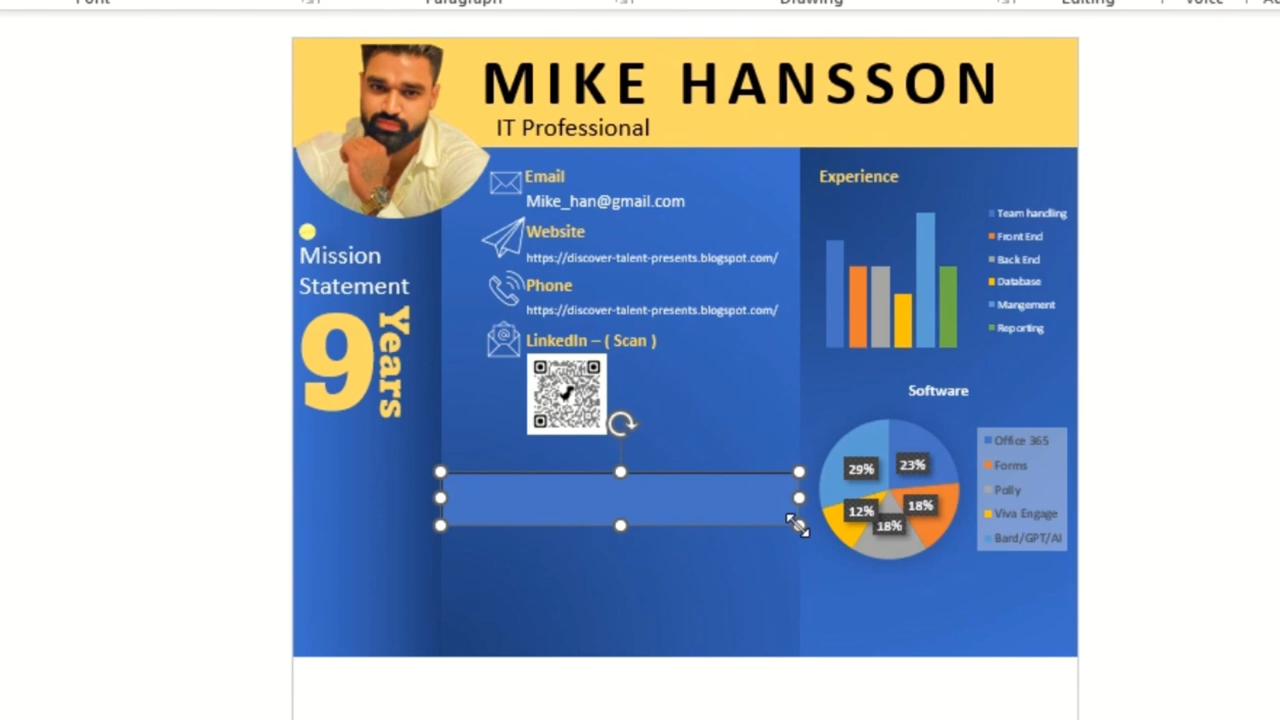 Font
Paragraph
Drawing
Editing
Voice
MIKE HANSSON
IT Professional
Email
Mike_han@gmail.com
Website
https://discover-talent-presents.blogspot.com/
Phone
https://discover-talent-presents.blogspot.com/
LinkedIn – ( Scan )
Mission
Statement
9
Years
Experience
Team handling
Front End
Back End
Database
Mangement
Reporting
Software
29%
23%
18%
12%
18%
Office 365
Forms
Polly
Viva Engage
Bard/GPT/AI